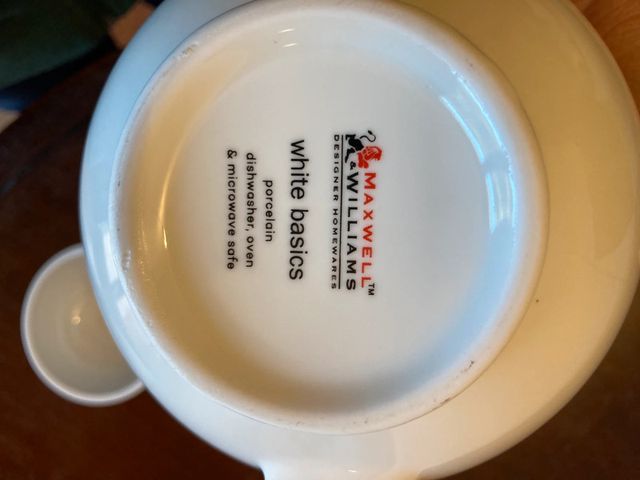 MAXWELL™
& WILLIAMS
DESIGNER HOMEWARES
white basics
porcelain
dishwasher, oven
& microwave safe